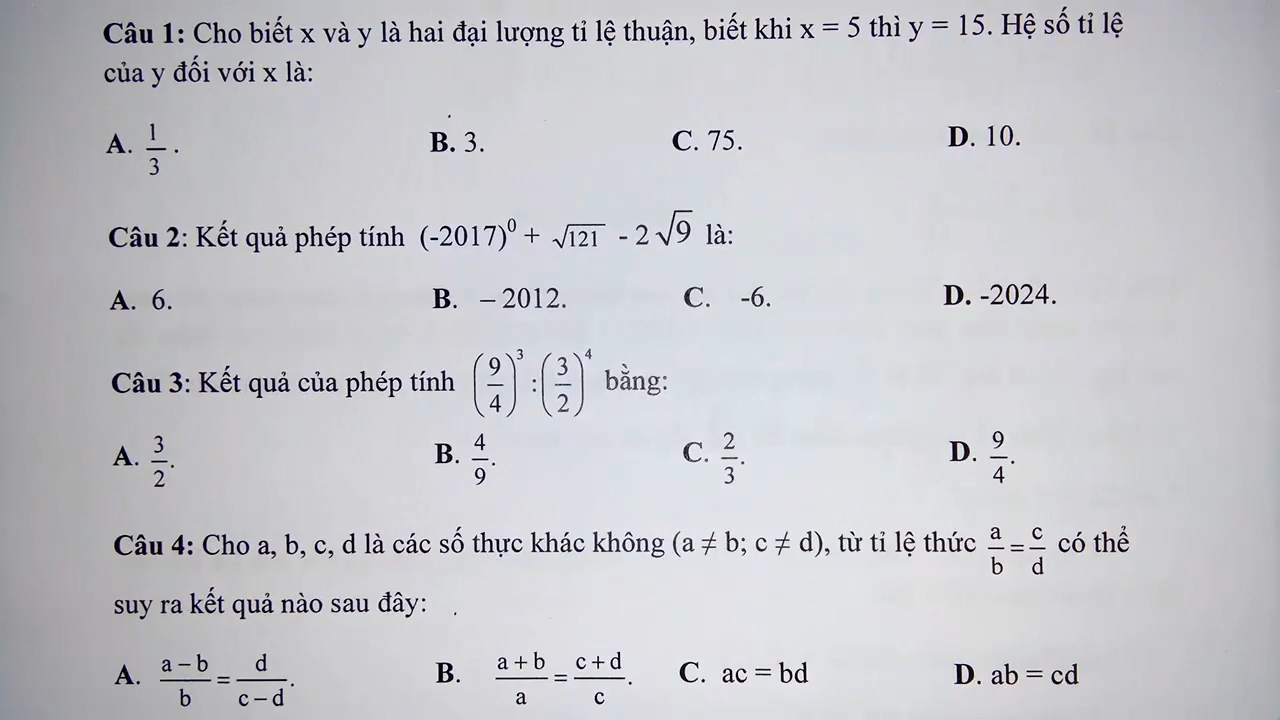 Câu 1: Cho biết x và y là hai đại lượng tỉ lệ thuận, biết khi x = 5 thì y = 15. Hệ số tỉ lệ
của y đối với x là:
A. 1/3. B. 3. C. 75. D. 10.
Câu 2: Kết quả phép tính (-2017)⁰ + √121 - 2√9 là:
A. 6. B. – 2012. C. -6. D. -2024.
Câu 3: Kết quả của phép tính (9/4)³ : (3/2)⁴ bằng:
A. 3/2. B. 4/9. C. 2/3. D. 9/4.
Câu 4: Cho a, b, c, d là các số thực khác không (a ≠ b; c ≠ d), từ tỉ lệ thức a/b = c/d có thể
suy ra kết quả nào sau đây:
A. (a – b)/b = d/(c – d). B. (a + b)/a = (c + d)/c. C. ac = bd D. ab = cd